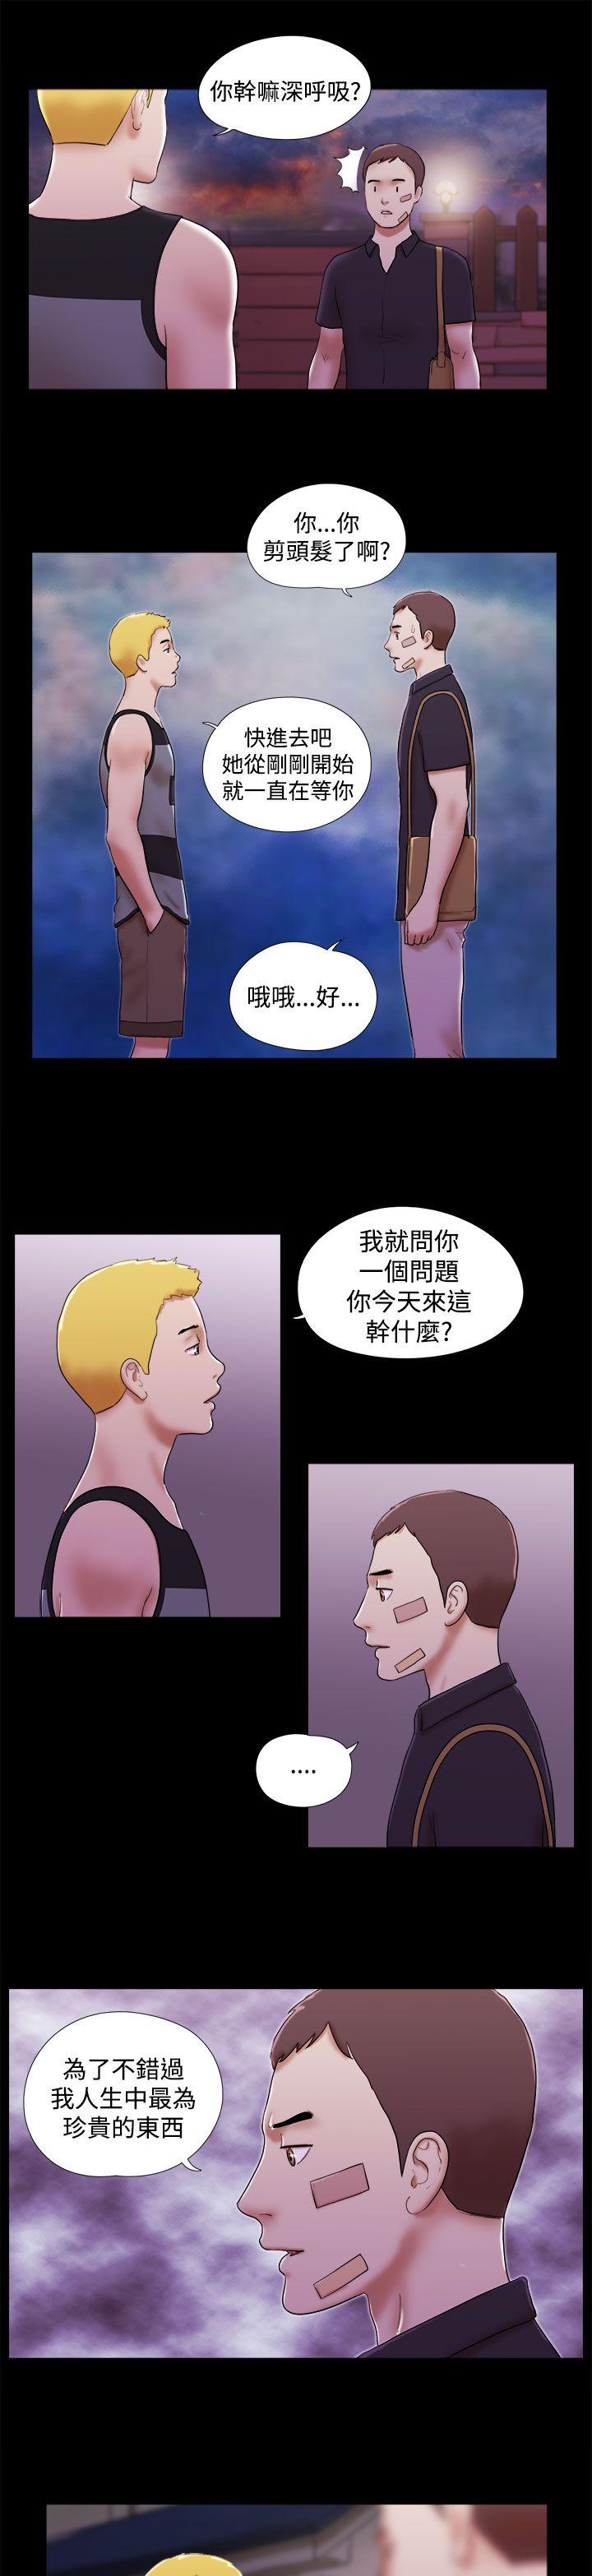 你幹嘛深呼吸?
你...你
剪頭髮了啊?
快進去吧
她從剛剛開始
就一直在等你
哦哦...好...
我就問你
一個問題
你今天來這
幹什麼?
....
為了不錯過
我人生中最為
珍貴的東西